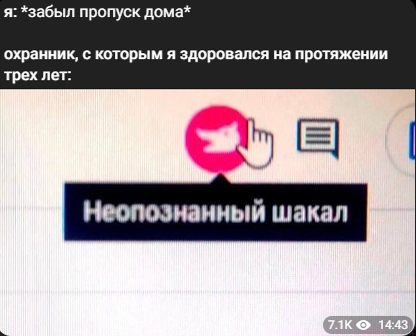 я: *забыл пропуск дома*
охранник, с которым я здоровался на протяжении
трех лет:
Неопознанный шакал
7.1K 14:43